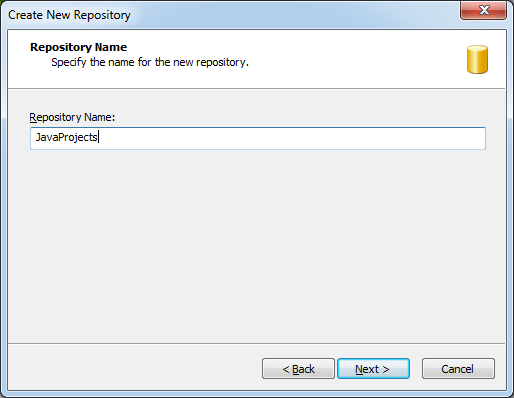 Create New Repository
Repository Name
Specify the name for the new repository.
Repository Name:
JavaProjects
< Back
Next >
Cancel